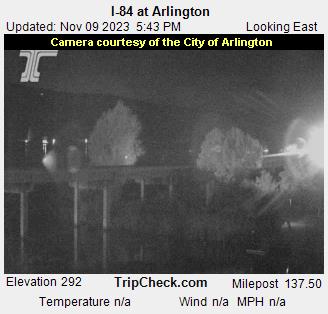 I-84 at Arlington
Updated: Nov 09 2023 5:43 PM Looking East
Camera courtesy of the City of Arlington
Elevation 292 TripCheck.com Milepost 137.50
Temperature n/a Wind n/a MPH n/a